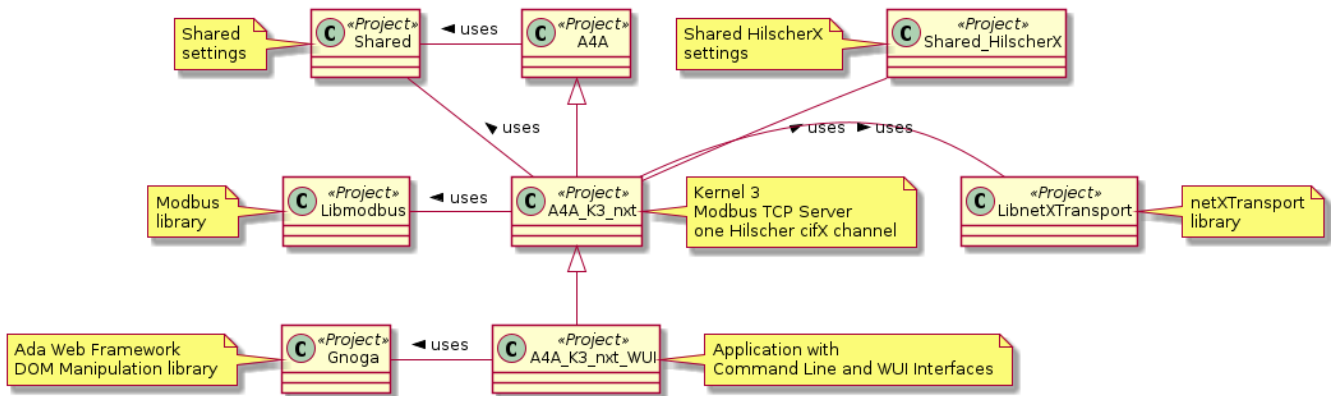 Shared
settings
C «Project»
Shared
◄ uses
C «Project»
A4A
Shared HilscherX
settings
C «Project»
Shared_HilscherX
◄ uses
► uses
► uses
Modbus
library
C «Project»
Libmodbus
◄ uses
C «Project»
A4A_K3_nxt
Kernel 3
Modbus TCP Server
one Hilscher cifX channel
C «Project»
LibnetXTransport
netXTransport
library
Ada Web Framework
DOM Manipulation library
C «Project»
Gnoga
◄ uses
C «Project»
A4A_K3_nxt_WUI
Application with
Command Line and WUI Interfaces